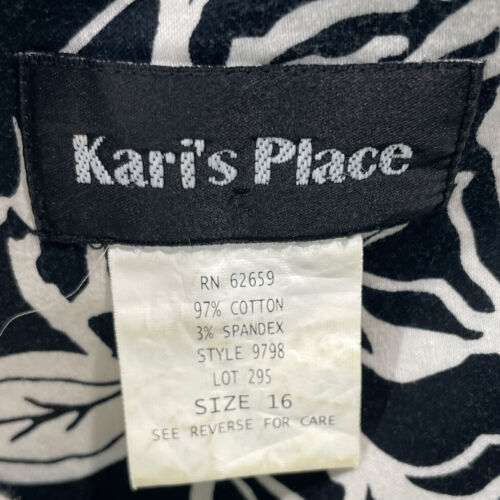 Kari's Place
RN 62659
97% COTTON
3% SPANDEX
STYLE 9798
LOT 295
SIZE 16
SEE REVERSE FOR CARE